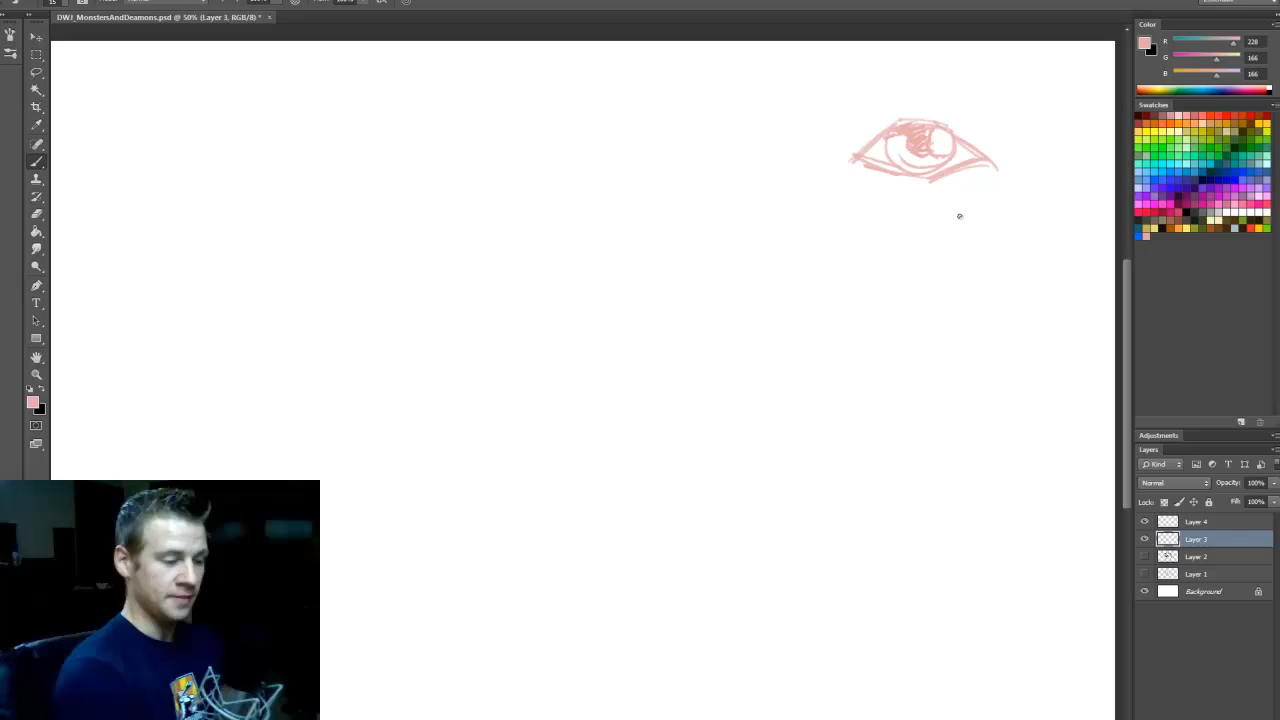 15
DWJ_MonstersAndDeamons.psd @ 50% (Layer 3, RGB/8) * ×
Color
R 228
G 166
B 166
Swatches
Adjustments
Layers
Kind
Normal Opacity: 100%
Lock: Fill: 100%
Layer 4
Layer 3
Layer 2
Layer 1
Background